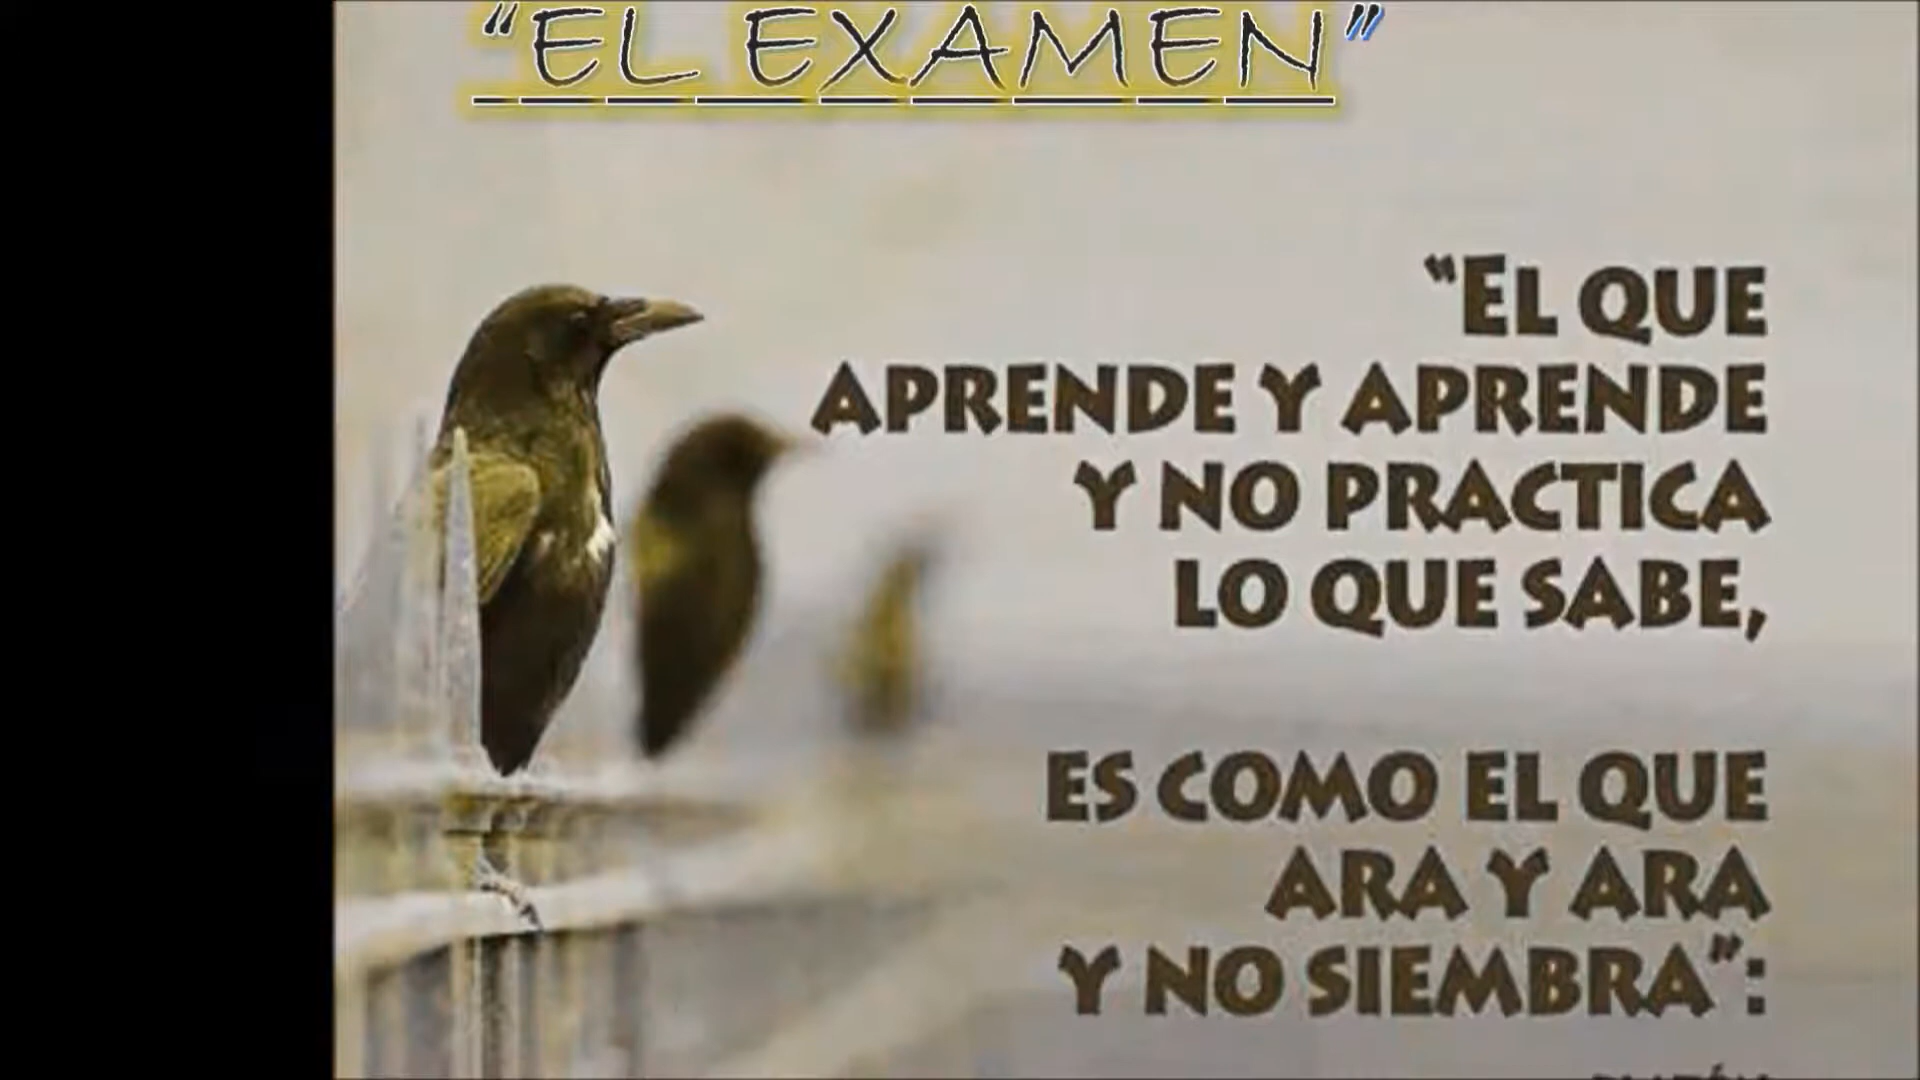 “EL EXAMEN”
“EL QUE
APRENDE Y APRENDE
Y NO PRACTICA
LO QUE SABE,
ES COMO EL QUE
ARA Y ARA
Y NO SIEMBRA”: